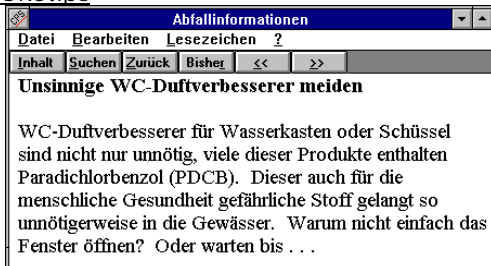 Abfallinformationen
Datei Bearbeiten Lesezeichen ?
Inhalt Suchen Zurück Bisher << >>
Unsinnige WC-Duftverbesserer meiden
WC-Duftverbesserer für Wasserkasten oder Schüssel
sind nicht nur unnötig, viele dieser Produkte enthalten
Paradichlorbenzol (PDCB). Dieser auch für die
menschliche Gesundheit gefährliche Stoff gelangt so
unnötigerweise in die Gewässer. Warum nicht einfach das
Fenster öffnen? Oder warten bis . . .